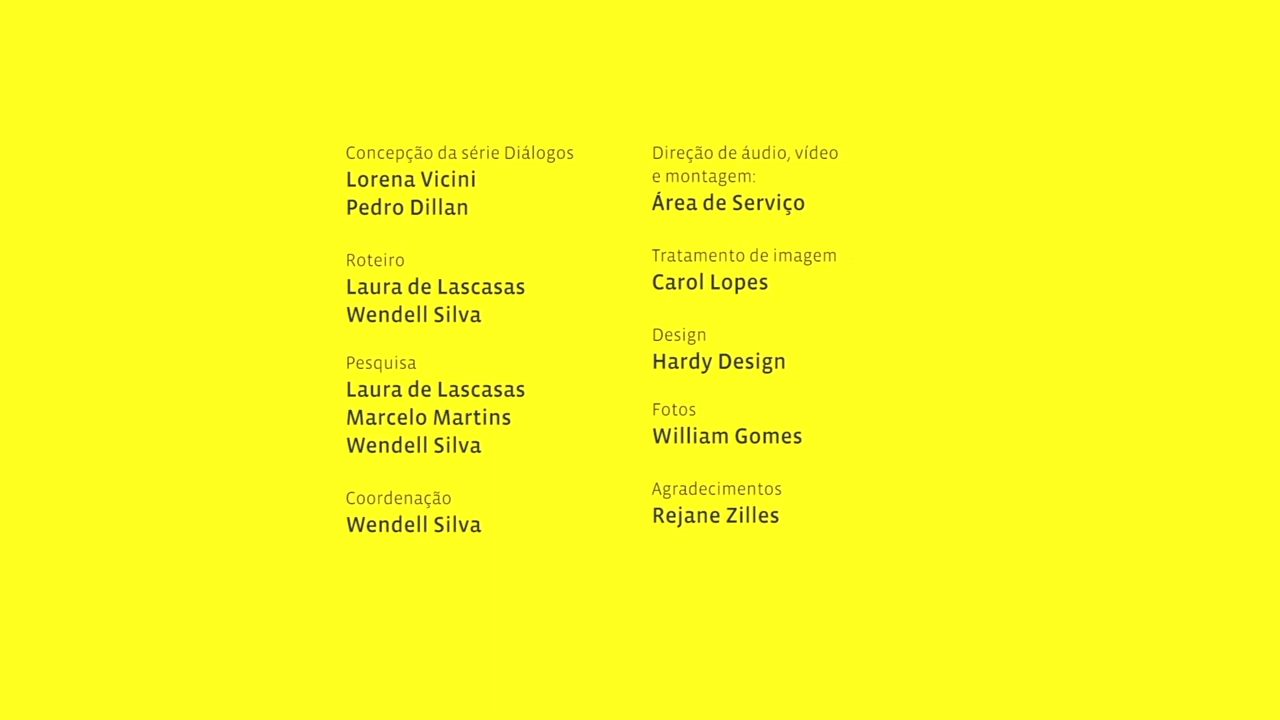 Concepção da série Diálogos
Lorena Vicini
Pedro Dillan
Roteiro
Laura de Lascasas
Wendell Silva
Pesquisa
Laura de Lascasas
Marcelo Martins
Wendell Silva
Coordenação
Wendell Silva
Direção de áudio, vídeo
e montagem:
Área de Serviço
Tratamento de imagem
Carol Lopes
Design
Hardy Design
Fotos
William Gomes
Agradecimentos
Rejane Zilles